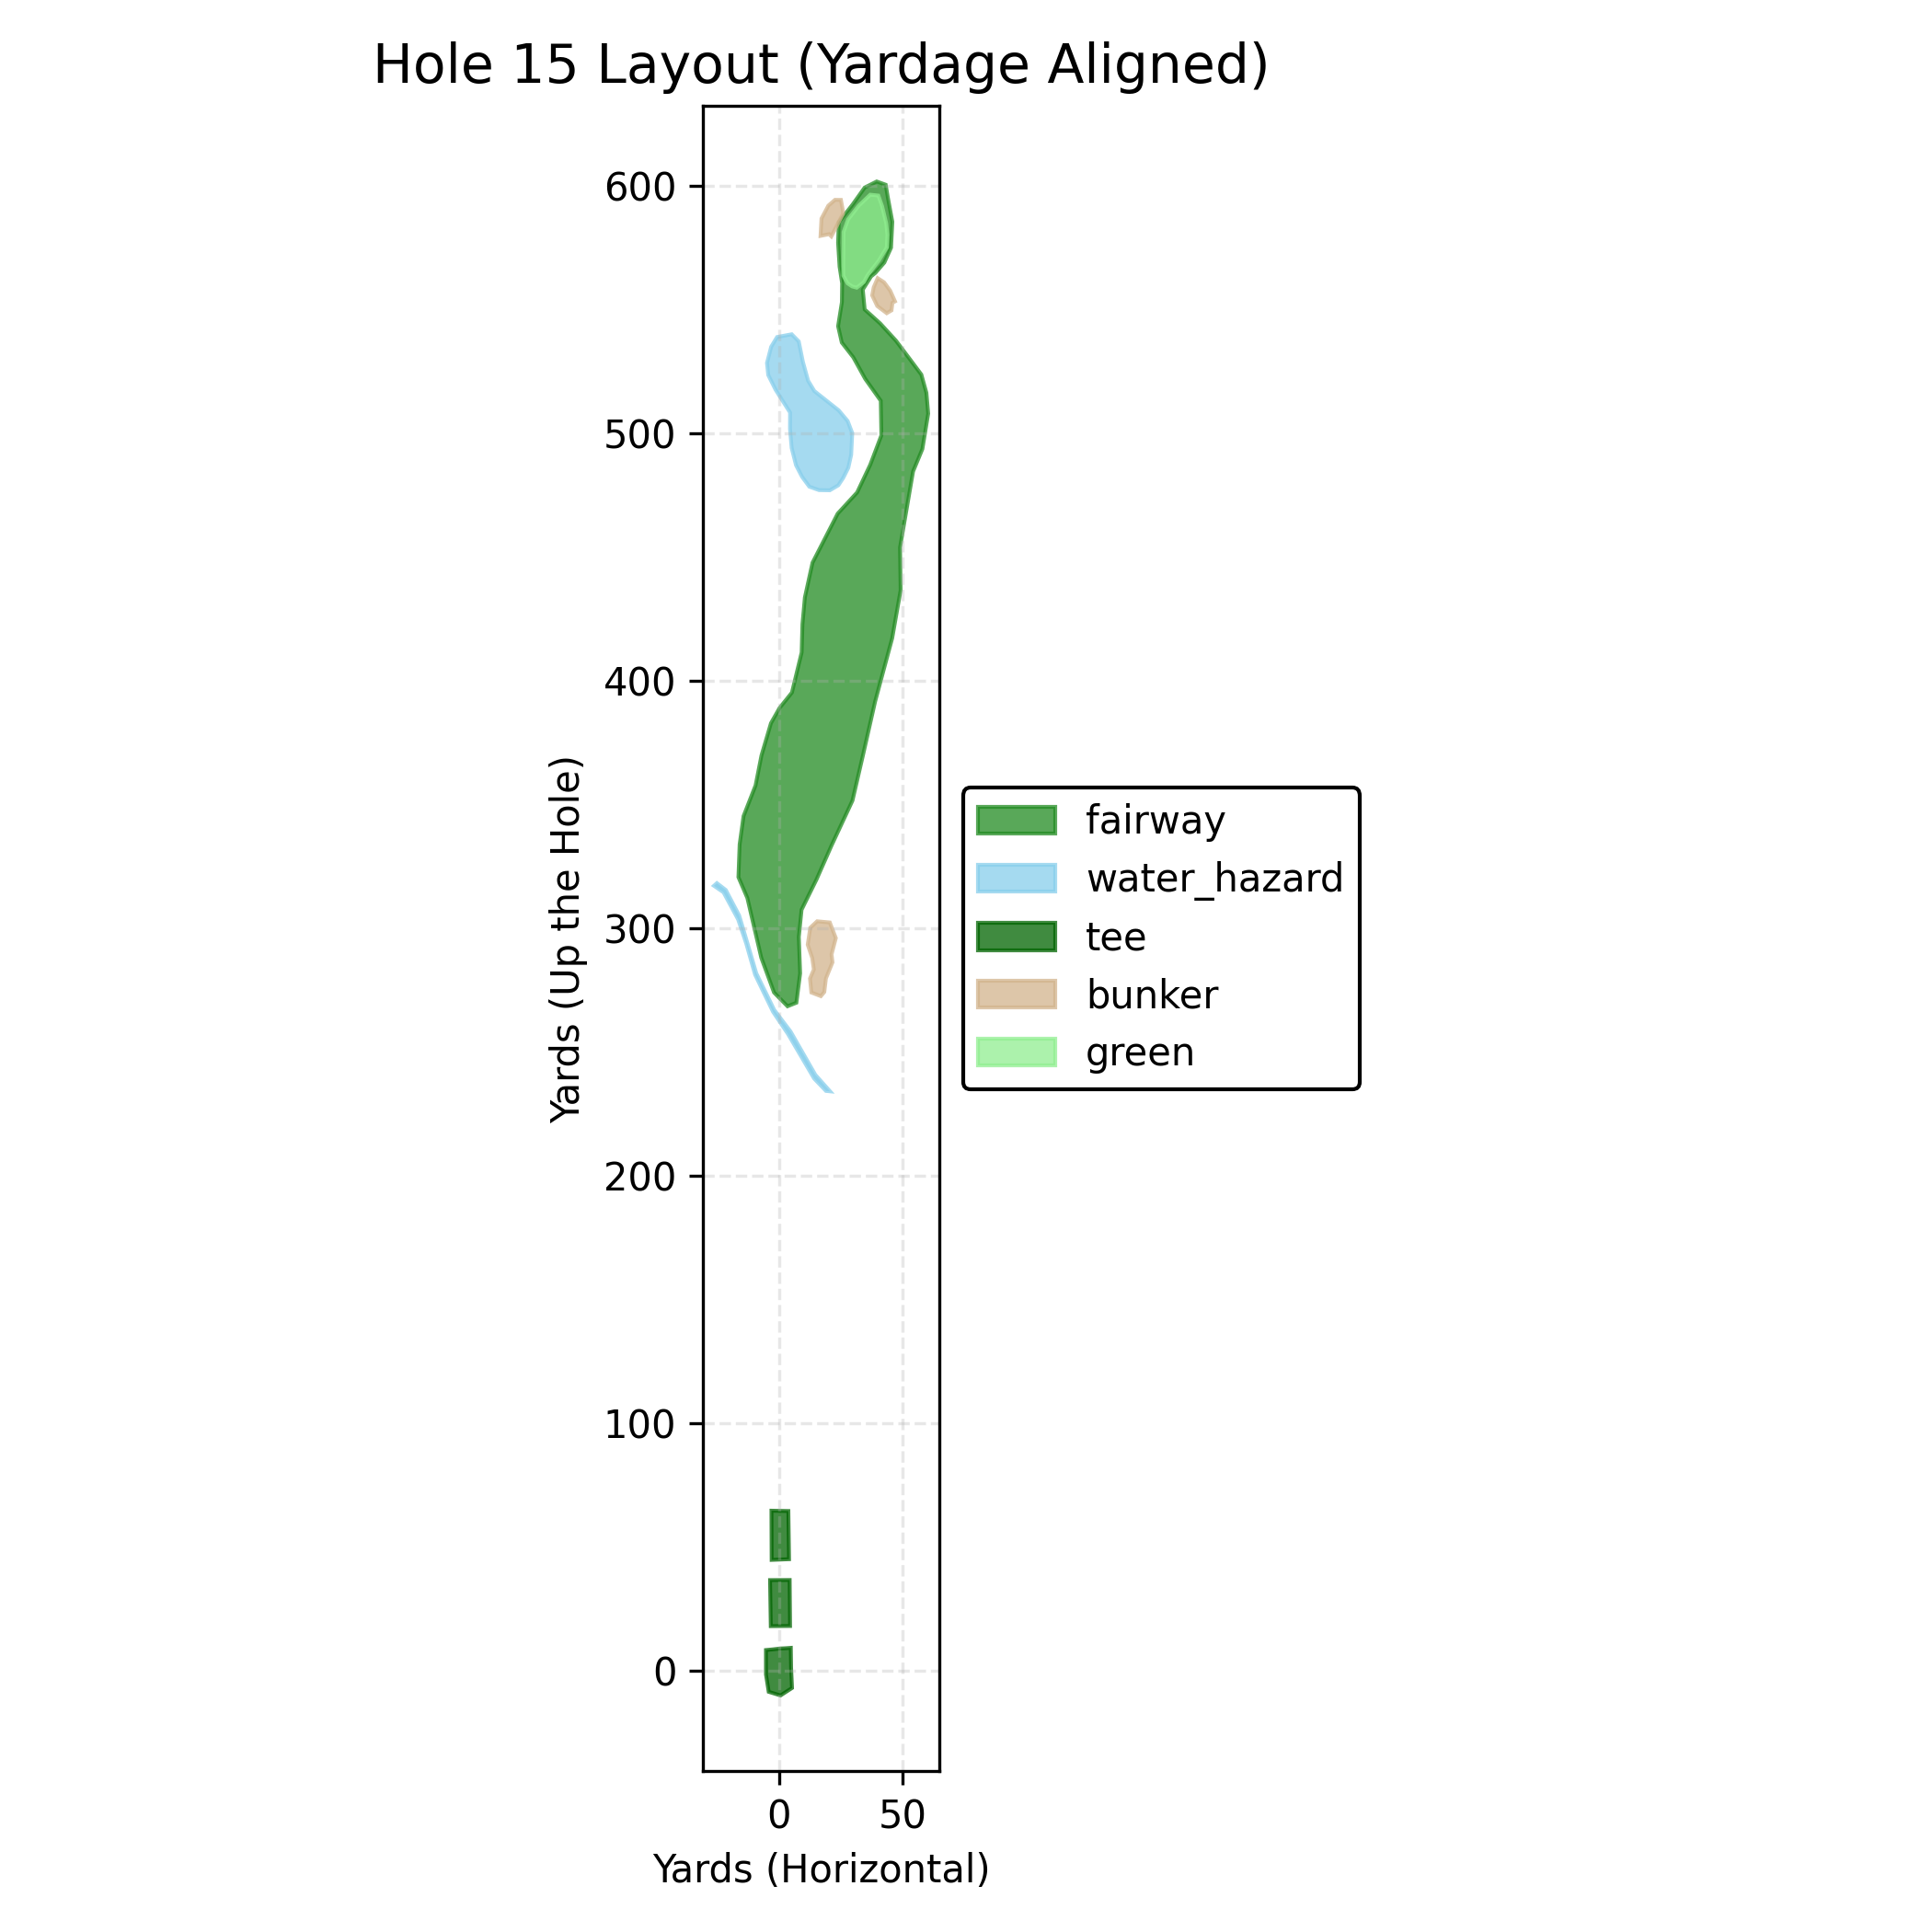 Hole 15 Layout (Yardage Aligned)
600
500
400
300
200
100
0
Yards (Up the Hole)
0 50
Yards (Horizontal)
fairway
water_hazard
tee
bunker
green